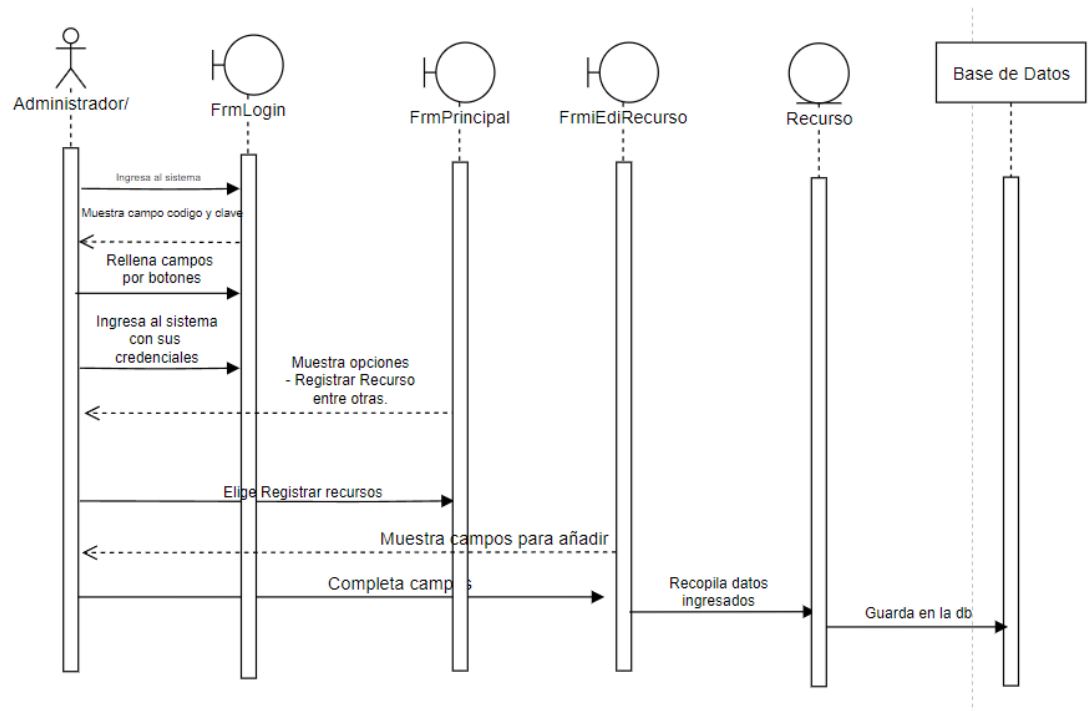 Administrador/
FrmLogin
FrmPrincipal
FrmiEdiRecurso
Recurso
Base de Datos
Ingresa al sistema
Muestra campo codigo y clave
Rellena campos
por botones
Ingresa al sistema
con sus
credenciales
Muestra opciones
- Registrar Recurso
entre otras.
Elige Registrar recursos
Muestra campos para añadir
Completa campos
Recopila datos
ingresados
Guarda en la db